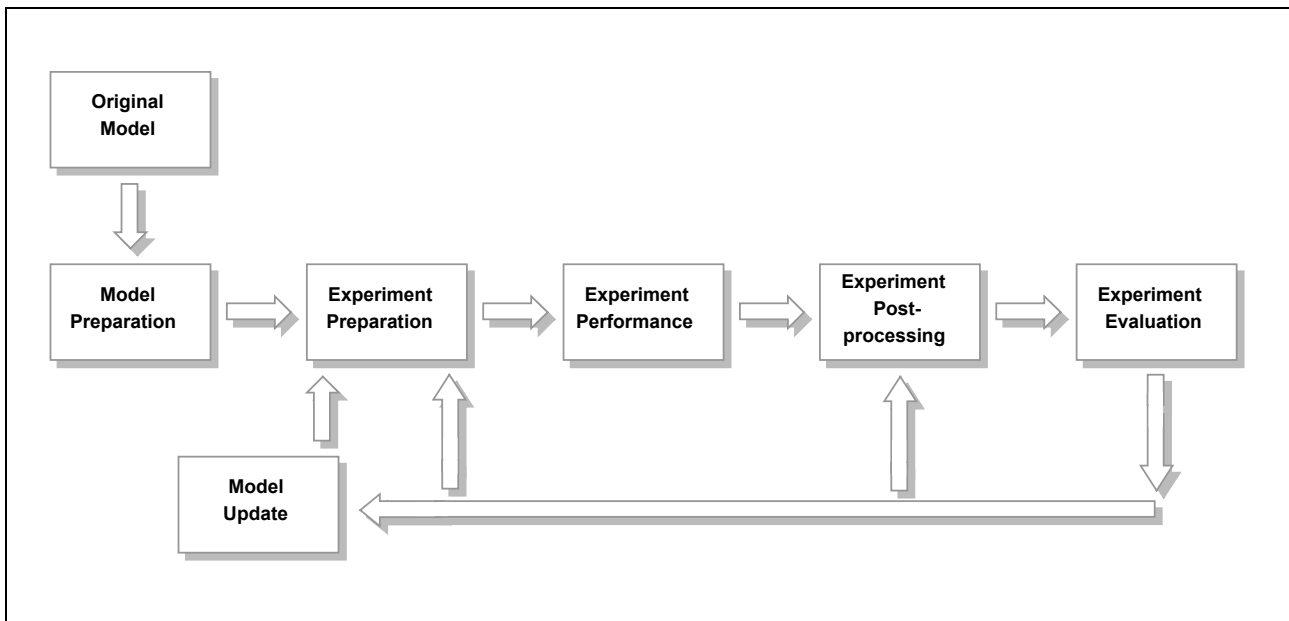 Original
Model
Model
Preparation
Experiment
Preparation
Experiment
Performance
Experiment
Post-
processing
Experiment
Evaluation
Model
Update